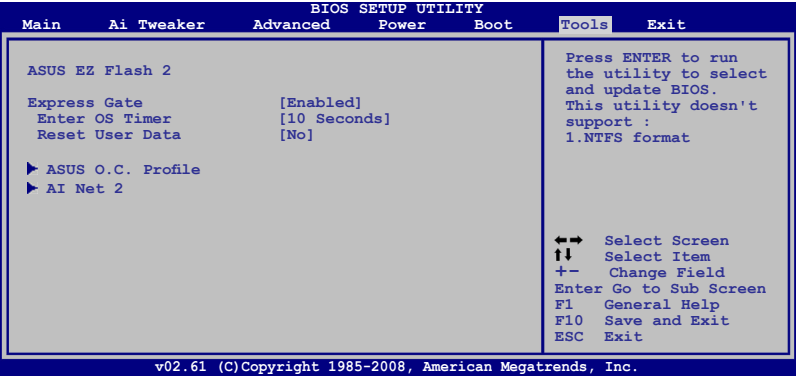 BIOS SETUP UTILITY
Main Ai Tweaker Advanced Power Boot Tools Exit
ASUS EZ Flash 2
Express Gate [Enabled]
Enter OS Timer [10 Seconds]
Reset User Data [No]
ASUS O.C. Profile
AI Net 2
Press ENTER to run
the utility to select
and update BIOS.
This utility doesn't
support :
1.NTFS format
←→ Select Screen
↑↓ Select Item
+- Change Field
Enter Go to Sub Screen
F1 General Help
F10 Save and Exit
ESC Exit
v02.61 (C)Copyright 1985-2008, American Megatrends, Inc.